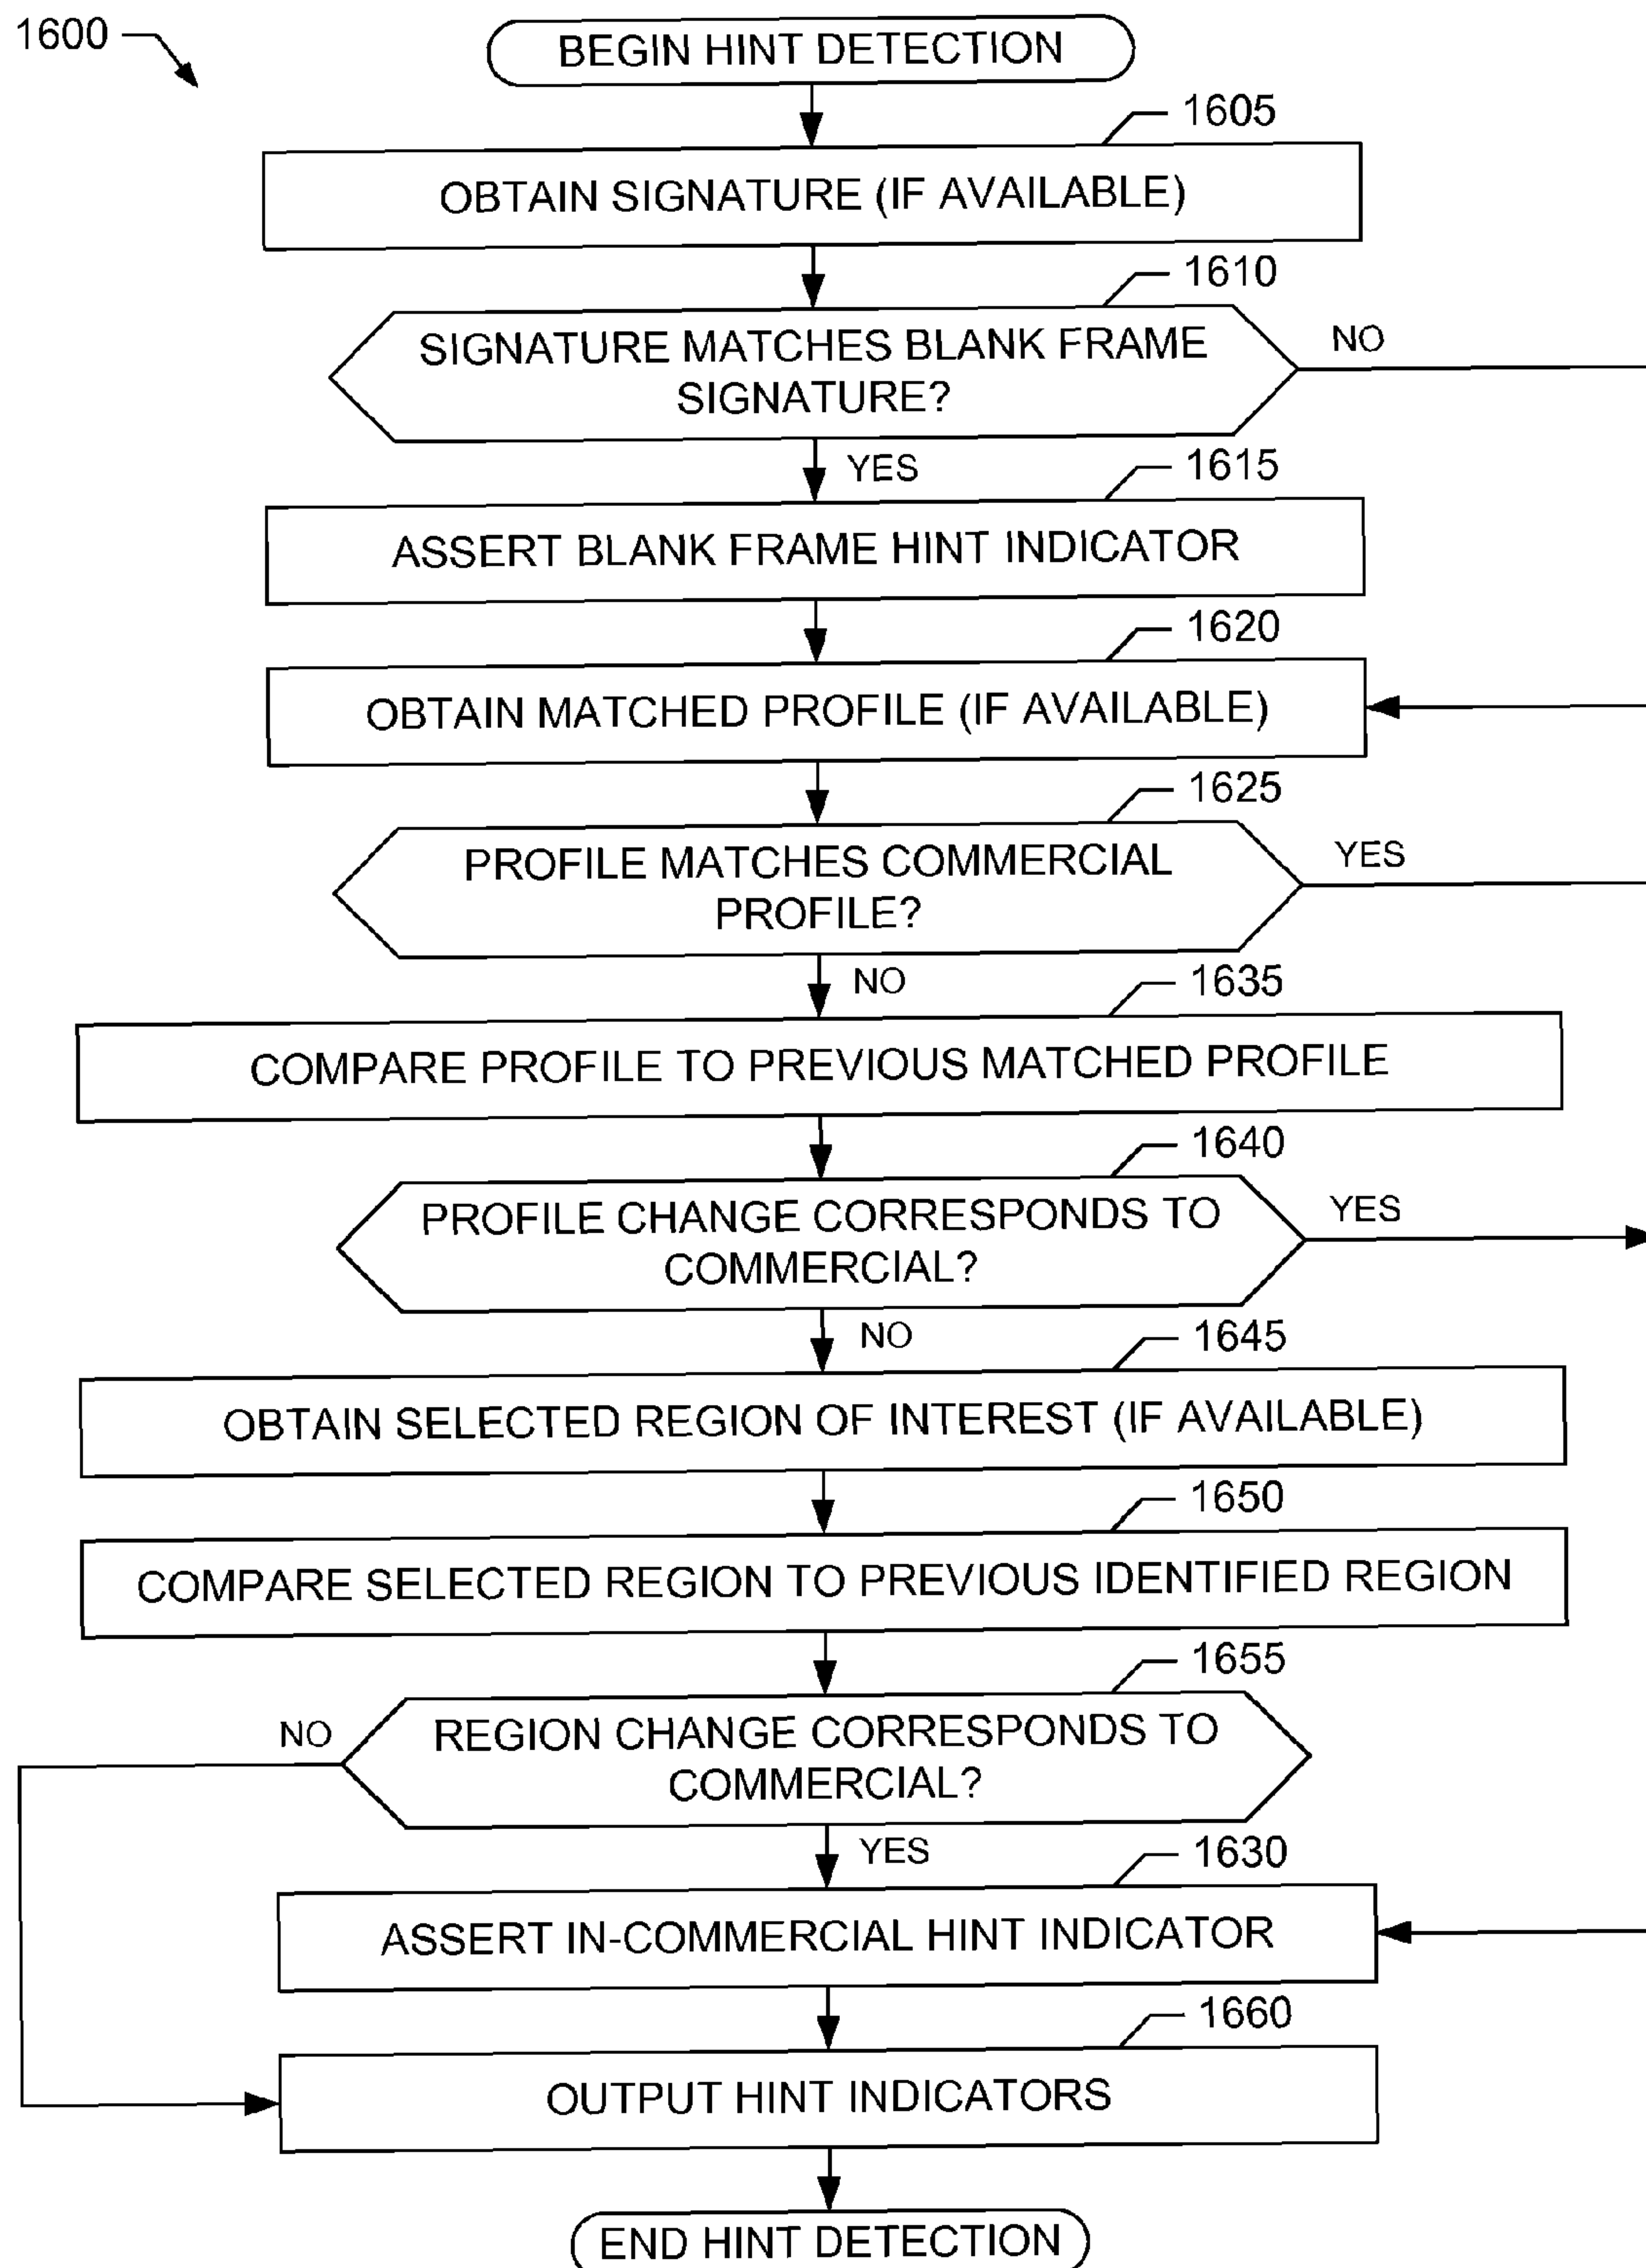 1600
BEGIN HINT DETECTION
1605
OBTAIN SIGNATURE (IF AVAILABLE)
1610
SIGNATURE MATCHES BLANK FRAME
SIGNATURE?
NO
YES
1615
ASSERT BLANK FRAME HINT INDICATOR
1620
OBTAIN MATCHED PROFILE (IF AVAILABLE)
1625
PROFILE MATCHES COMMERCIAL
PROFILE?
YES
NO
1635
COMPARE PROFILE TO PREVIOUS MATCHED PROFILE
1640
PROFILE CHANGE CORRESPONDS TO
COMMERCIAL?
YES
NO
1645
OBTAIN SELECTED REGION OF INTEREST (IF AVAILABLE)
1650
COMPARE SELECTED REGION TO PREVIOUS IDENTIFIED REGION
1655
NO
REGION CHANGE CORRESPONDS TO
COMMERCIAL?
YES
1630
ASSERT IN-COMMERCIAL HINT INDICATOR
1660
OUTPUT HINT INDICATORS
END HINT DETECTION